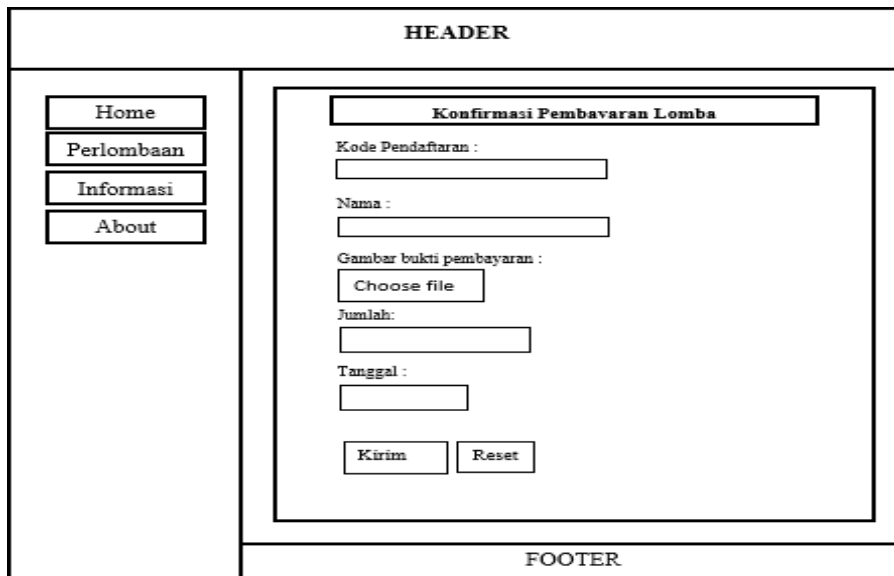 HEADER
Home
Perlombaan
Informasi
About
Konfirmasi Pembayaran Lomba
Kode Pendaftaran :
Nama :
Gambar bukti pembayaran :
Choose file
Jumlah:
Tanggal :
Kirim
Reset
FOOTER